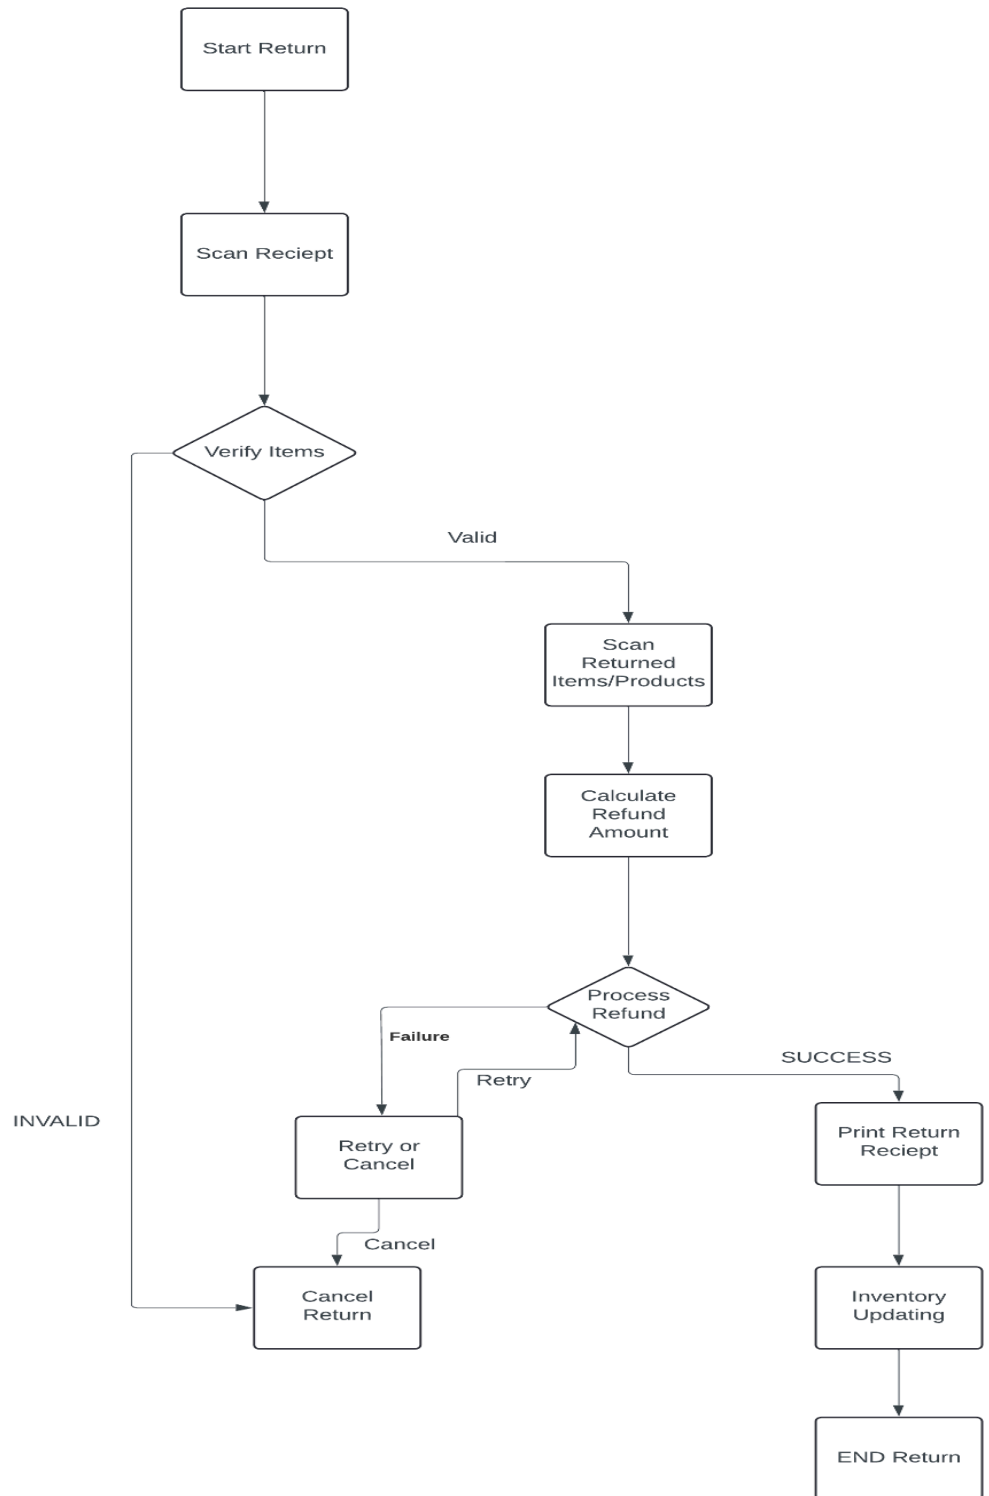 Start Return
Scan Reciept
Verify Items
Valid
Scan
Returned
Items/Products
Calculate
Refund
Amount
Process
Refund
Failure
Retry
SUCCESS
INVALID
Retry or
Cancel
Print Return
Reciept
Cancel
Cancel
Return
Inventory
Updating
END Return